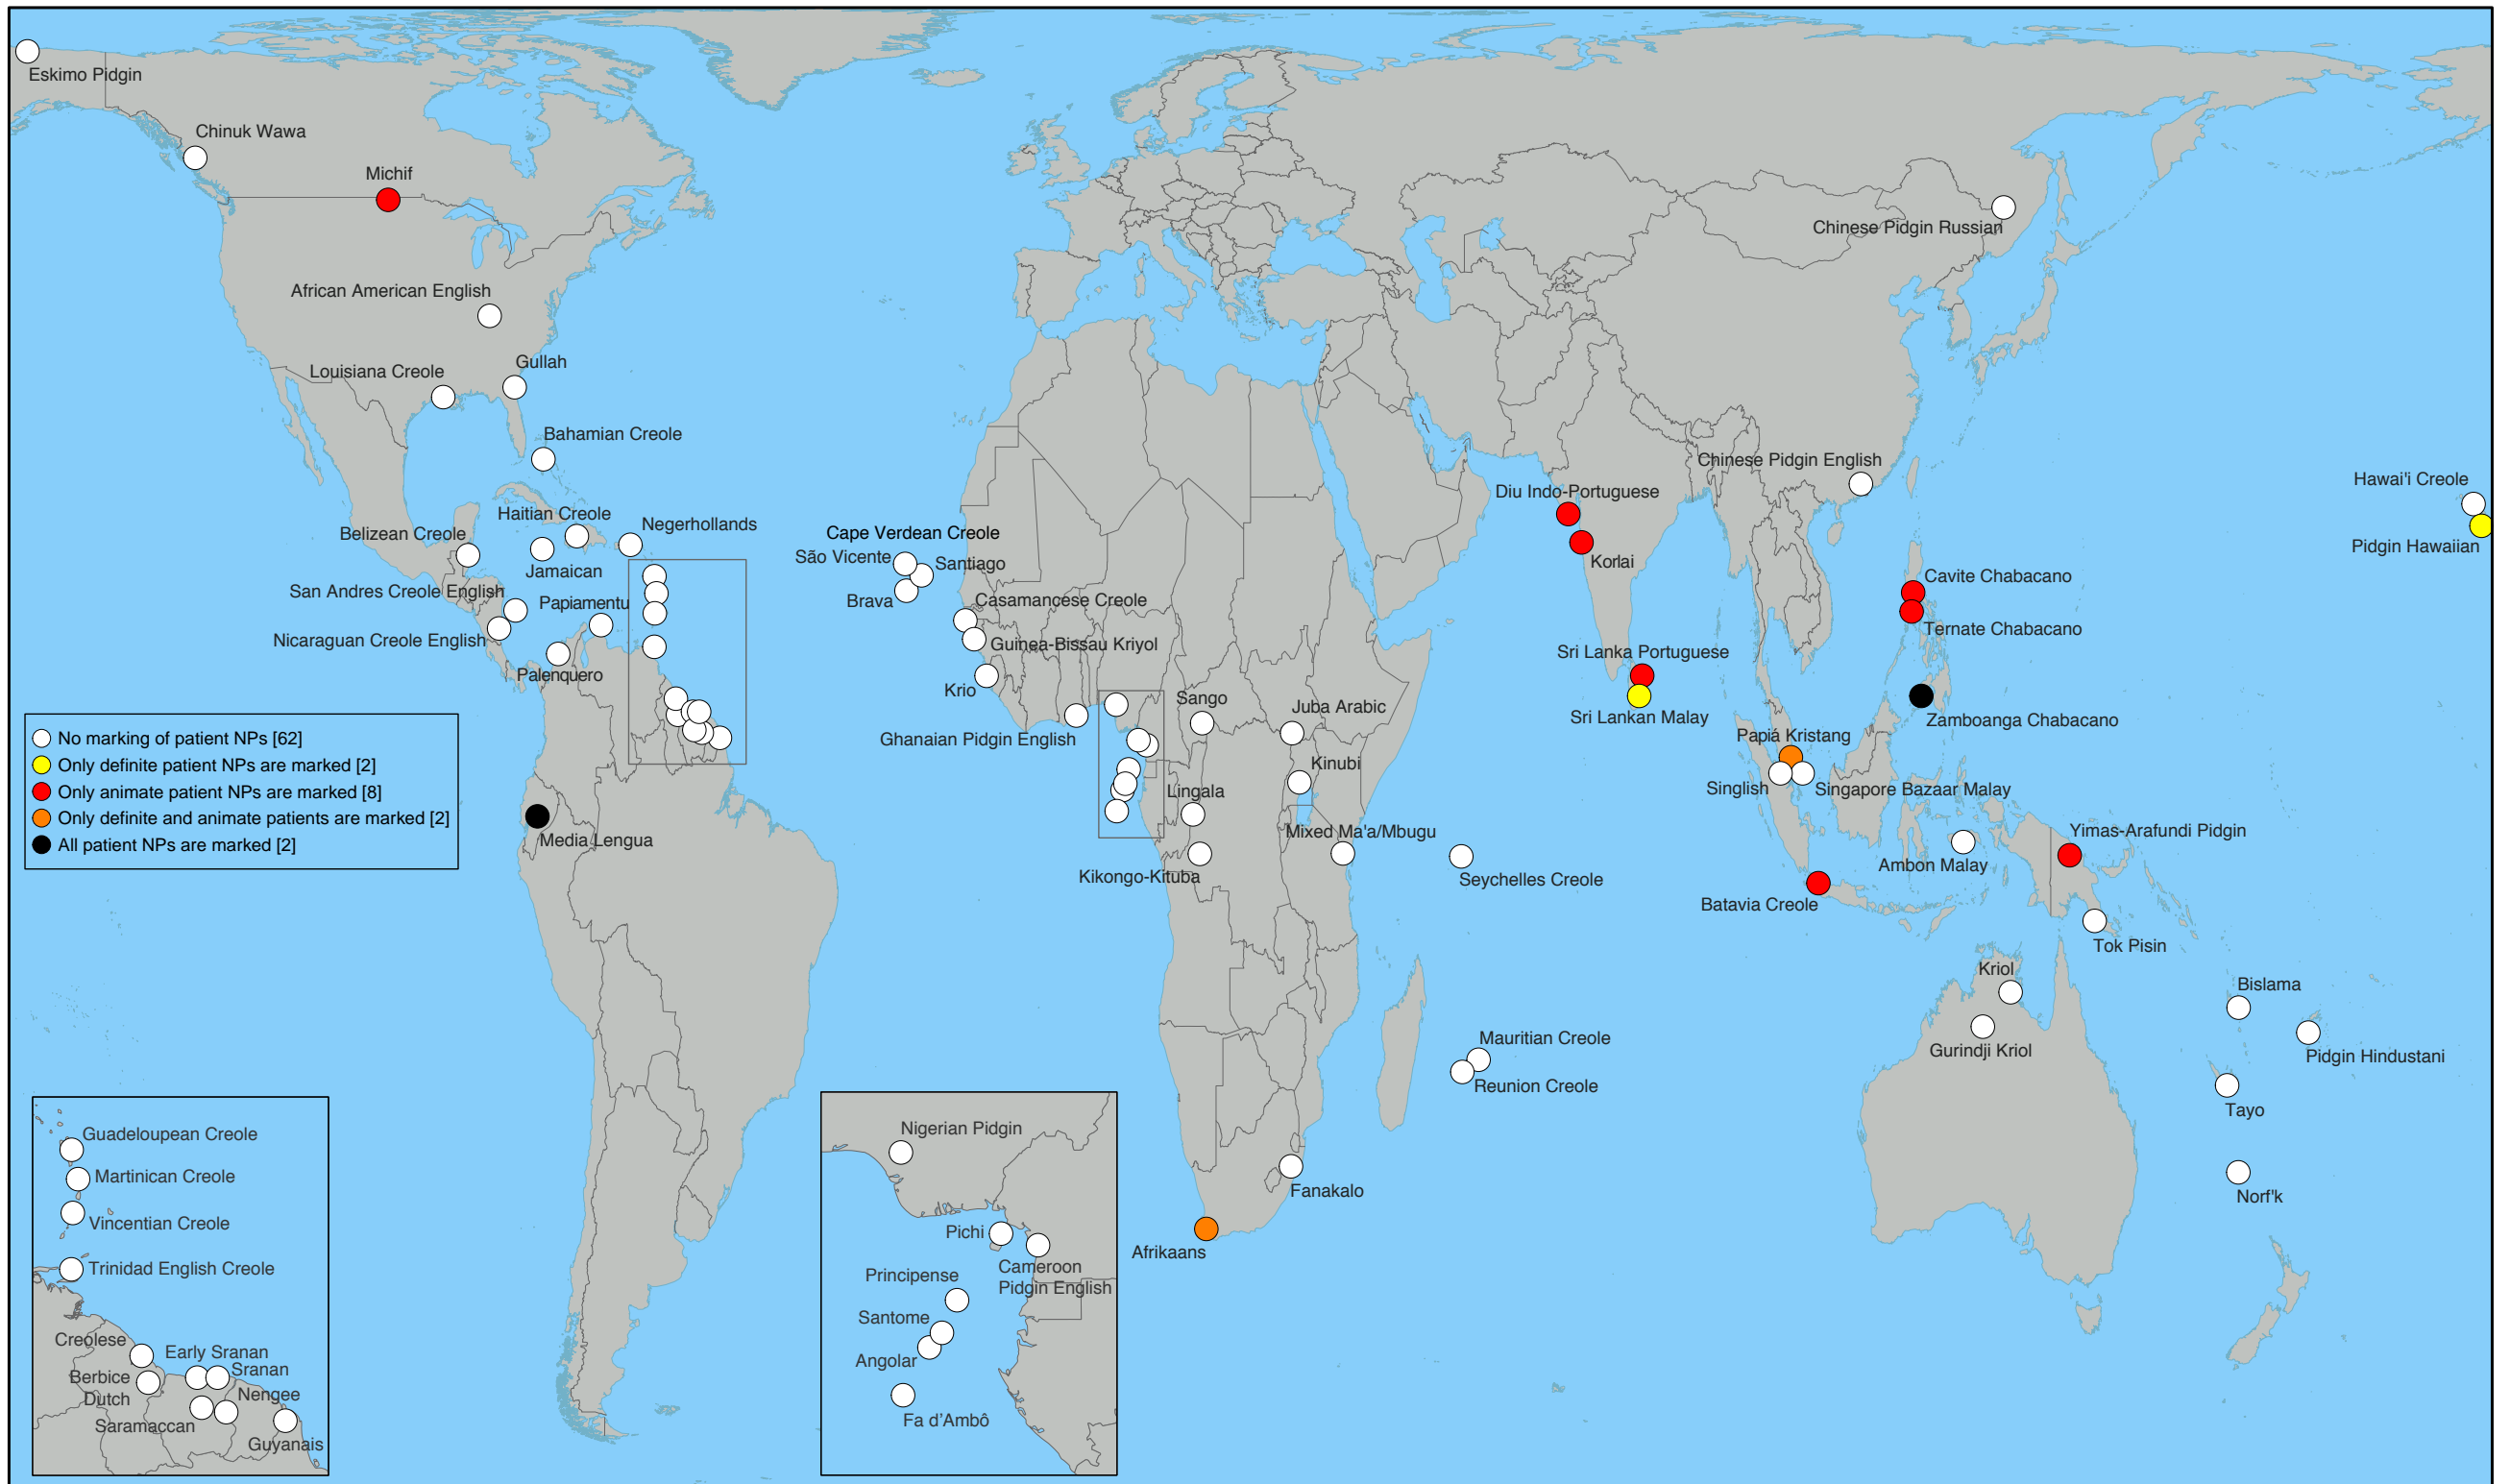 Eskimo Pidgin
Chinuk Wawa
Michif
African American English
Gullah
Louisiana Creole
Bahamian Creole
Haitian Creole
Negerhollands
Belizean Creole
Jamaican
San Andres Creole English
Papiamentu
Nicaraguan Creole English
Palenquero
Media Lengua
Cape Verdean Creole
São Vicente
Santiago
Brava
Casamancese Creole
Guinea-Bissau Kriyol
Krio
Ghanaian Pidgin English
Sango
Juba Arabic
Kinubi
Lingala
Mixed Ma'a/Mbugu
Kikongo-Kituba
Seychelles Creole
Mauritian Creole
Reunion Creole
Fanakalo
Afrikaans
Chinese Pidgin Russian
Chinese Pidgin English
Diu Indo-Portuguese
Korlai
Sri Lanka Portuguese
Sri Lankan Malay
Hawai'i Creole
Pidgin Hawaiian
Cavite Chabacano
Ternate Chabacano
Zamboanga Chabacano
Papiá Kristang
Singlish
Singapore Bazaar Malay
Ambon Malay
Batavia Creole
Yimas-Arafundi Pidgin
Tok Pisin
Kriol
Gurindji Kriol
Bislama
Pidgin Hindustani
Tayo
Norf'k
No marking of patient NPs [62]
Only definite patient NPs are marked [2]
Only animate patient NPs are marked [8]
Only definite and animate patients are marked [2]
All patient NPs are marked [2]
Guadeloupean Creole
Martinican Creole
Vincentian Creole
Trinidad English Creole
Creolese
Early Sranan
Sranan
Berbice
Dutch
Nengee
Saramaccan
Guyanais
Nigerian Pidgin
Pichi
Cameroon
Pidgin English
Principense
Santome
Angolar
Fa d'Ambô